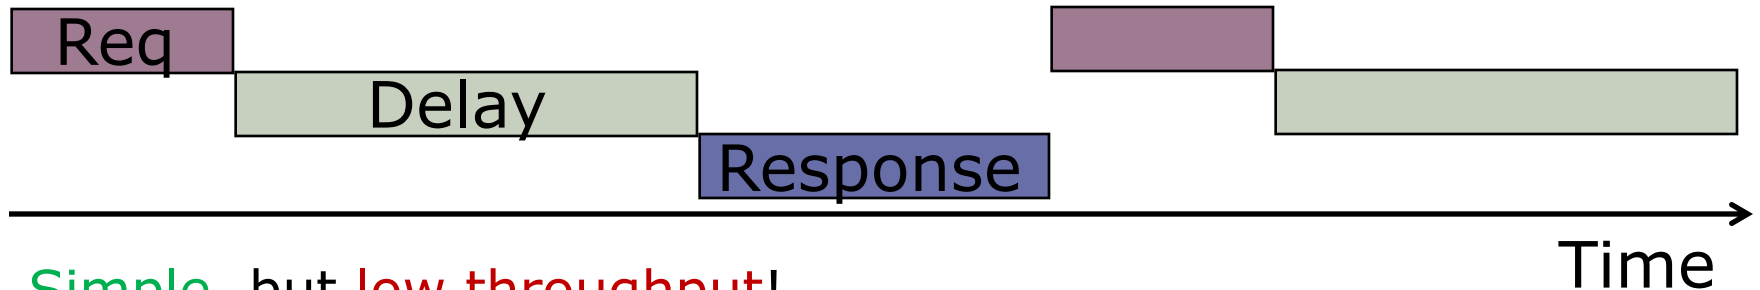 Req
Delay
Response
Time
Simple, but low throughput!